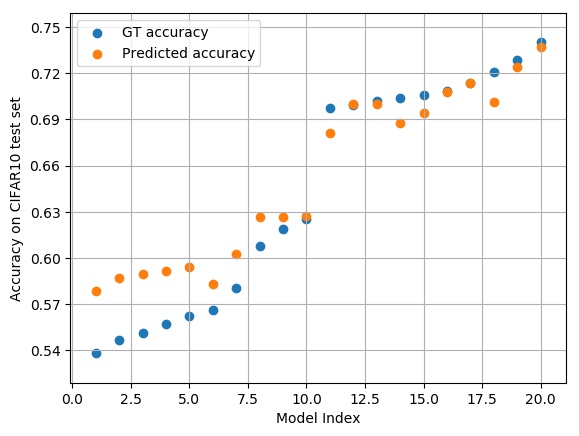 GT accuracy
Predicted accuracy
Accuracy on CIFAR10 test set
0.75
0.72
0.69
0.66
0.63
0.60
0.57
0.54
0.0 2.5 5.0 7.5 10.0 12.5 15.0 17.5 20.0
Model Index